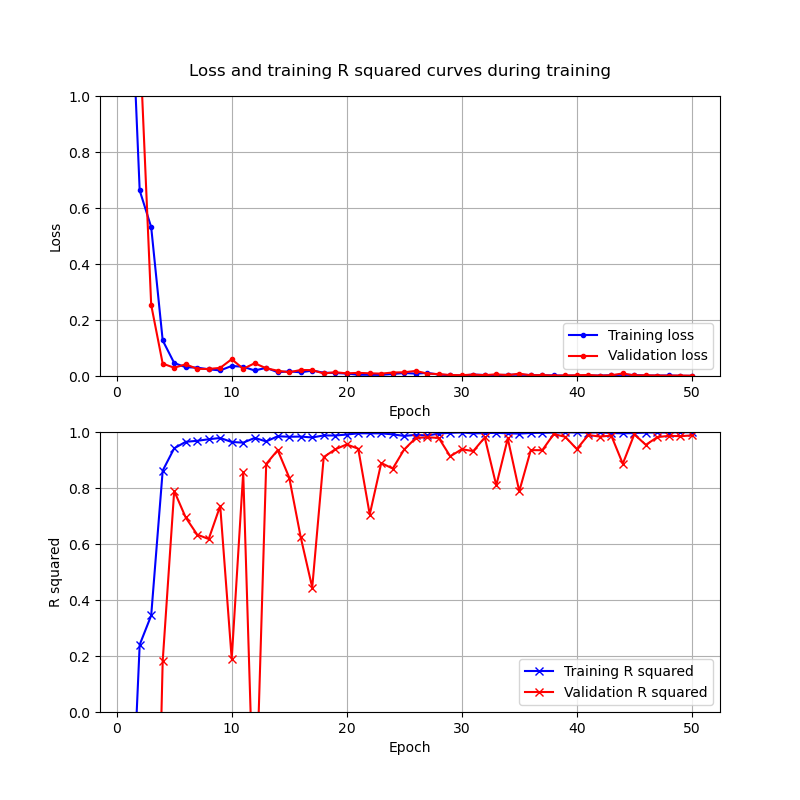 Loss and training R squared curves during training
1.0
0.8
0.6
0.4
0.2
0.0
Loss
Training loss
Validation loss
0 10 20 30 40 50
Epoch
1.0
0.8
0.6
0.4
0.2
0.0
R squared
Training R squared
Validation R squared
0 10 20 30 40 50
Epoch